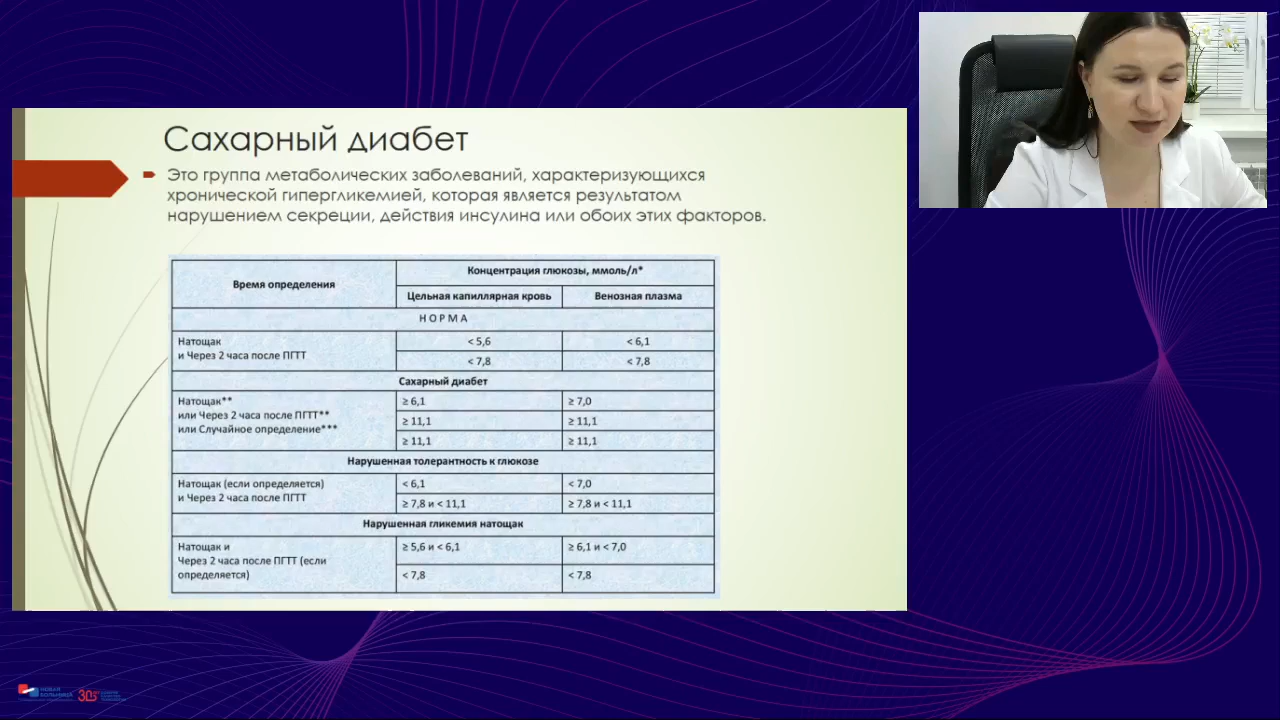 Сахарный диабет
Это группа метаболических заболеваний, характеризующихся
хронической гипергликемией, которая является результатом
нарушением секреции, действия инсулина или обоих этих факторов.
Время определения
Концентрация глюкозы, ммоль/л*
Цельная капиллярная кровь
Венозная плазма
Н О Р М А
Натощак
и Через 2 часа после ПГТТ
< 5,6
< 6,1
< 7,8
< 7,8
Сахарный диабет
Натощак**
или Через 2 часа после ПГТТ**
или Случайное определение***
≥ 6,1
≥ 7,0
≥ 11,1
≥ 11,1
≥ 11,1
≥ 11,1
Нарушенная толерантность к глюкозе
Натощак (если определяется)
и Через 2 часа после ПГТТ
< 6,1
< 7,0
≥ 7,8 и < 11,1
≥ 7,8 и < 11,1
Нарушенная гликемия натощак
Натощак и
Через 2 часа после ПГТТ (если
определяется)
≥ 5,6 и < 6,1
≥ 6,1 и < 7,0
< 7,8
< 7,8
НОВАЯ
БОЛЬНИЦА
30 лет